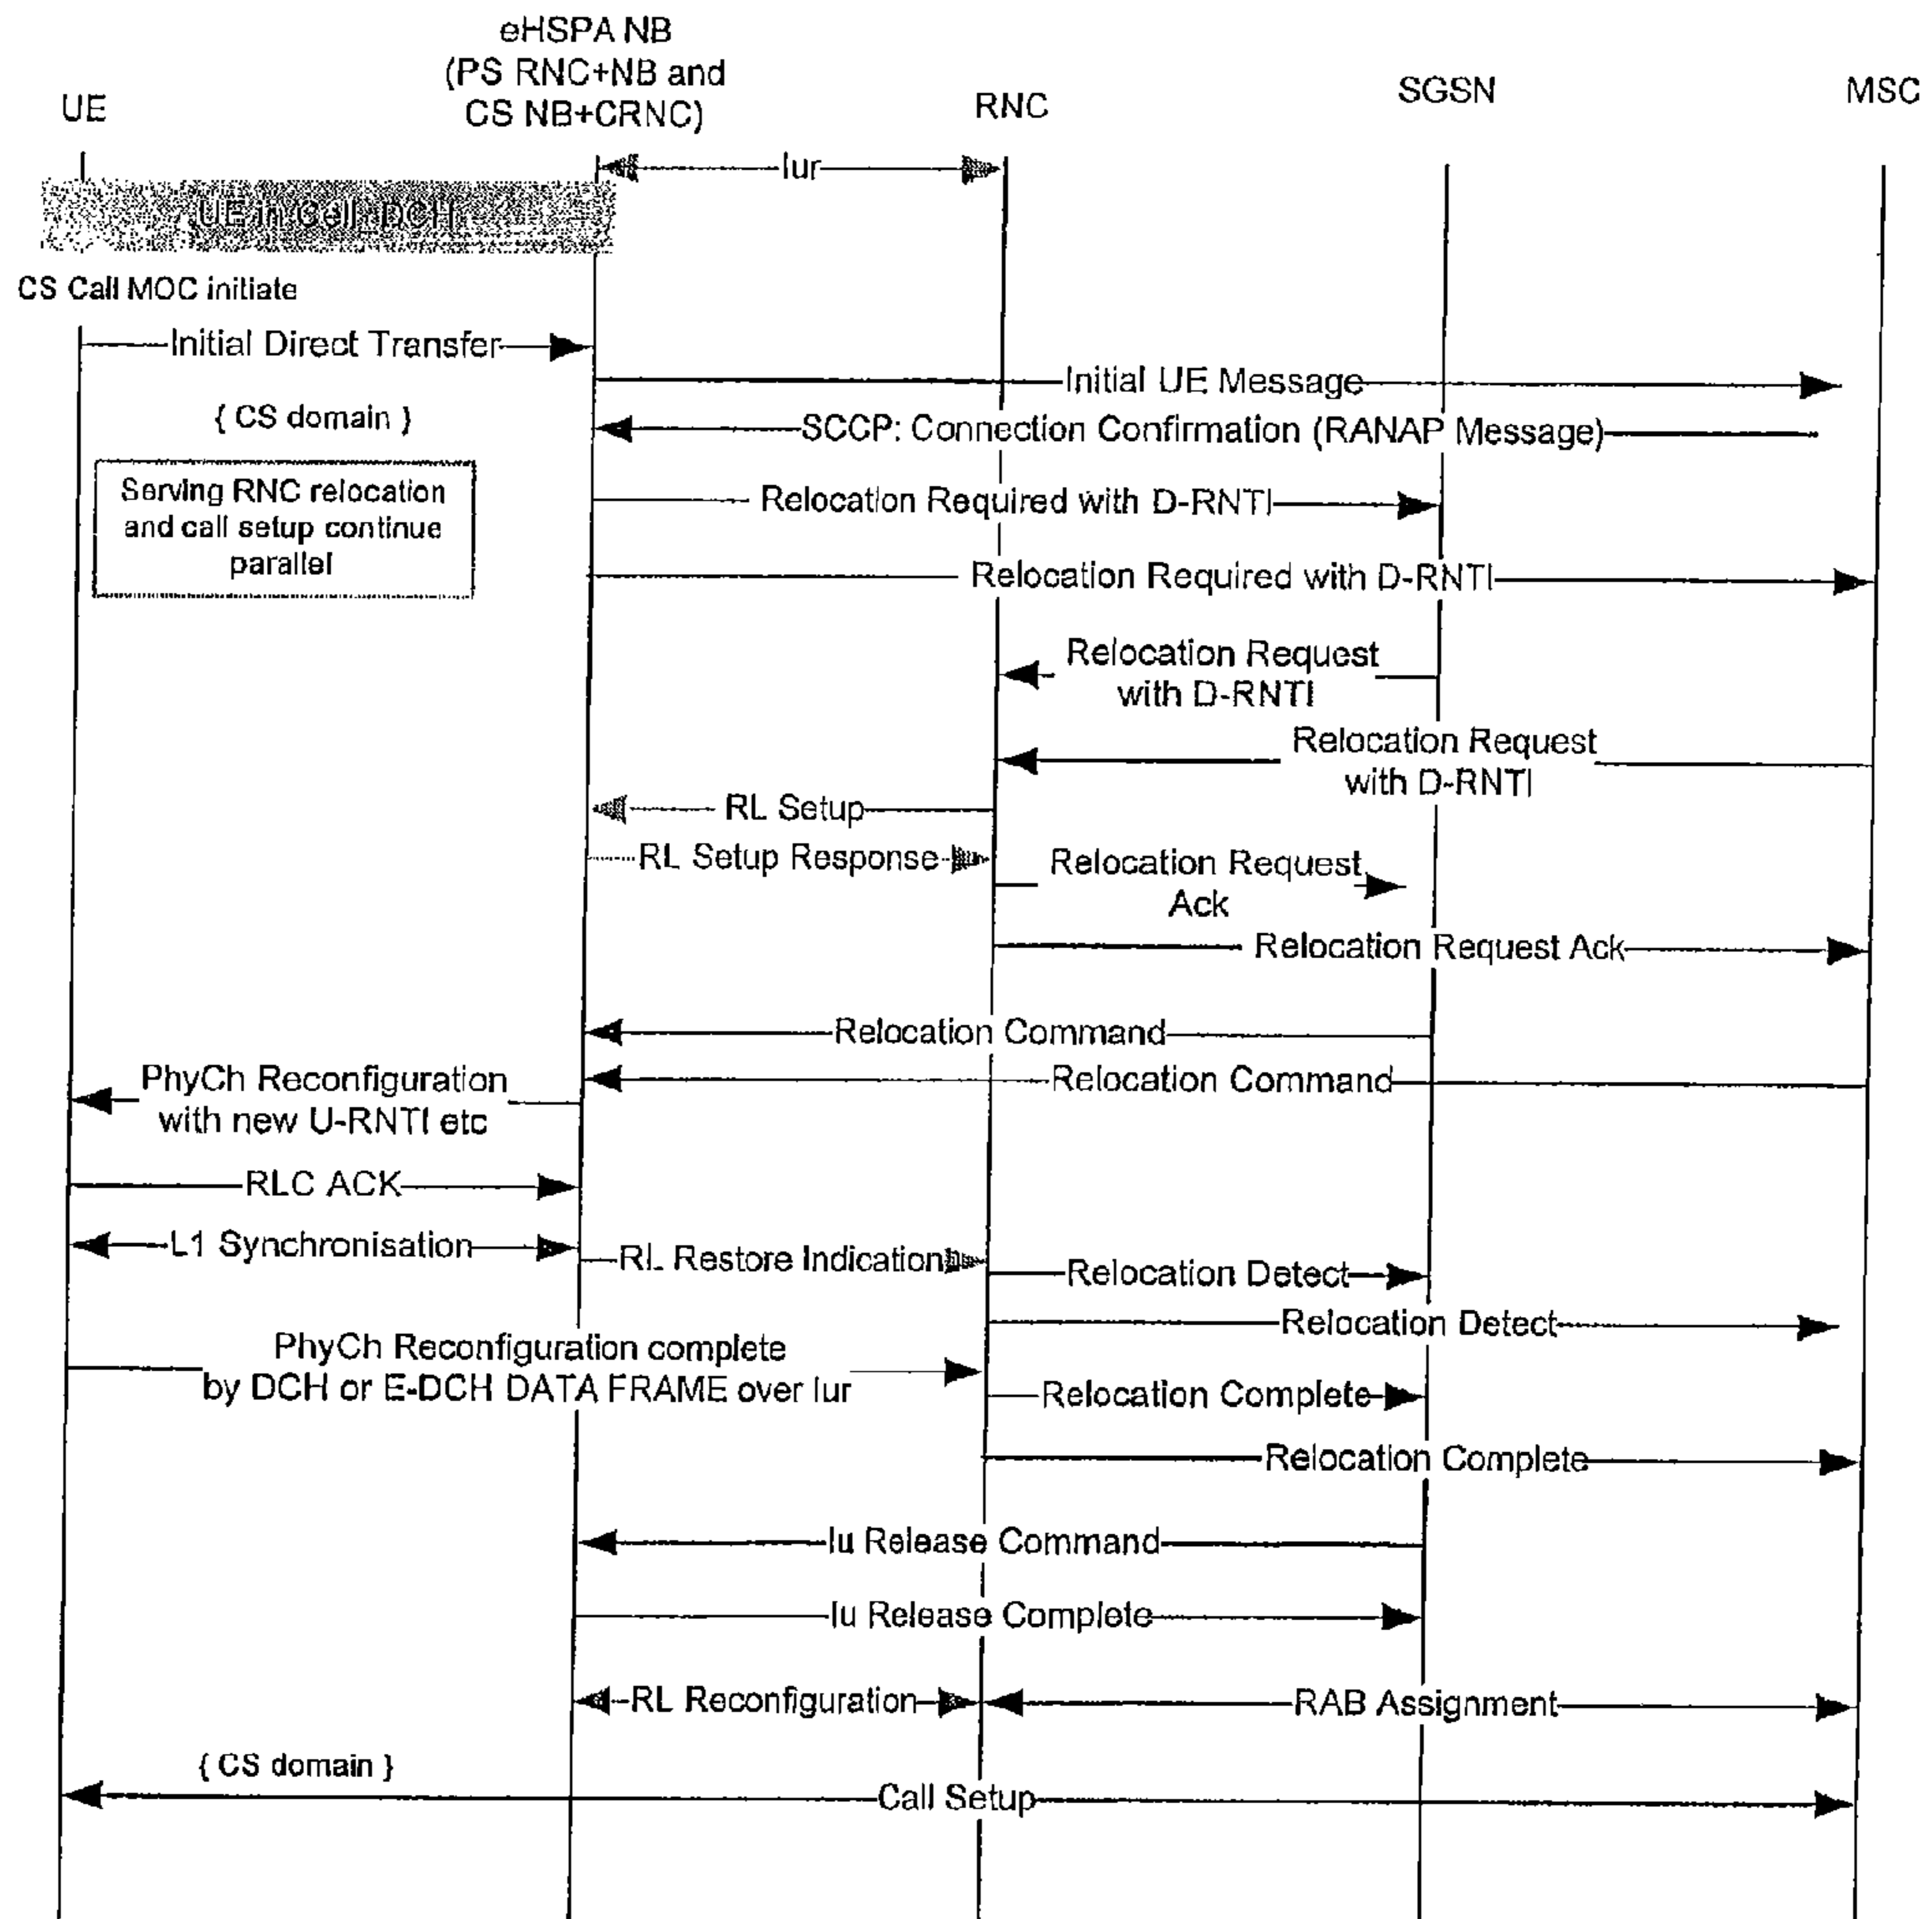 eHSPA NB
(PS RNC+NB and
CS NB+CRNC)
UE
RNC
SGSN
MSC
Iur
UE in Cell_DCH
CS Call MOC initiate
Initial Direct Transfer
Initial UE Message
{ CS domain }
SCCP: Connection Confirmation (RANAP Message)
Serving RNC relocation
and call setup continue
parallel
Relocation Required with D-RNTI
Relocation Required with D-RNTI
Relocation Request
with D-RNTI
Relocation Request
with D-RNTI
RL Setup
RL Setup Response
Relocation Request
Ack
Relocation Request Ack
Relocation Command
Relocation Command
PhyCh Reconfiguration
with new U-RNTI etc
RLC ACK
L1 Synchronisation
RL Restore Indication
Relocation Detect
Relocation Detect
PhyCh Reconfiguration complete
by DCH or E-DCH DATA FRAME over Iur
Relocation Complete
Relocation Complete
Iu Release Command
Iu Release Complete
RL Reconfiguration
RAB Assignment
{ CS domain }
Call Setup